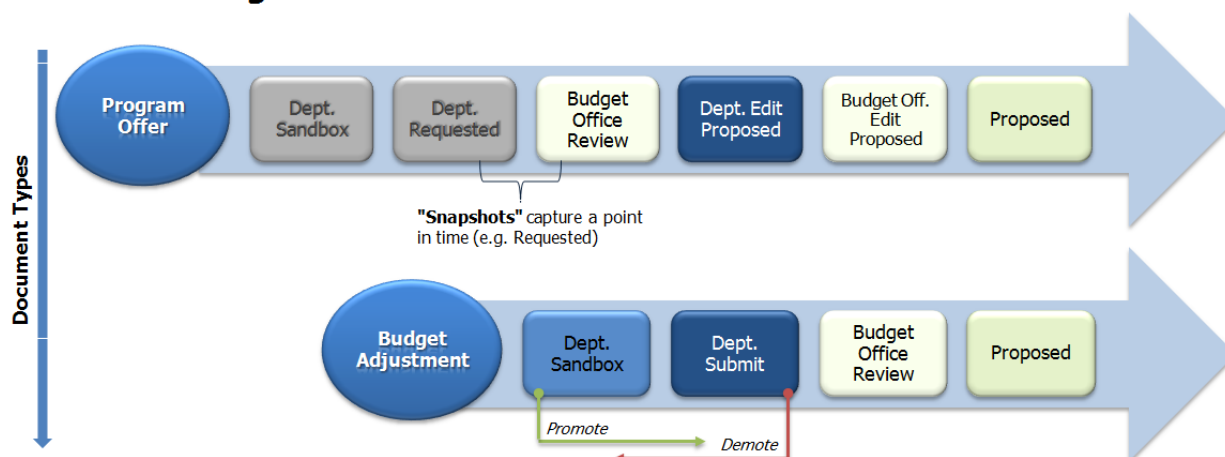 Document Types
Program
Offer
Dept.
Sandbox
Dept.
Requested
Budget
Office
Review
Dept. Edit
Proposed
Budget Off.
Edit
Proposed
Proposed
"Snapshots" capture a point
in time (e.g. Requested)
Budget
Adjustment
Dept.
Sandbox
Dept.
Submit
Budget
Office
Review
Proposed
Promote
Demote